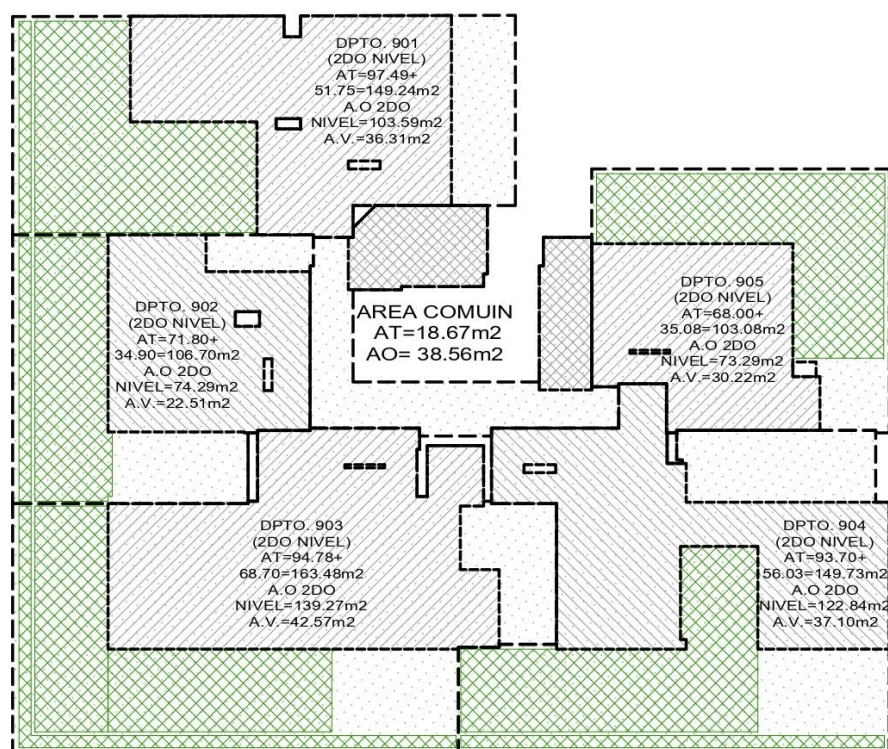 DPTO. 901
(2DO NIVEL)
AT=97.49+
51.75=149.24m2
A.O 2DO
NIVEL=103.59m2
A.V.=36.31m2
DPTO. 902
(2DO NIVEL)
AT=71.80+
34.90=106.70m2
A.O 2DO
NIVEL=74.29m2
A.V.=22.51m2
AREA COMUIN
AT=18.67m2
AO= 38.56m2
DPTO. 905
(2DO NIVEL)
AT=68.00+
35.08=103.08m2
A.O 2DO
NIVEL=73.29m2
A.V.=30.22m2
DPTO. 903
(2DO NIVEL)
AT=94.78+
68.70=163.48m2
A.O 2DO
NIVEL=139.27m2
A.V.=42.57m2
DPTO. 904
(2DO NIVEL)
AT=93.70+
56.03=149.73m2
A.O 2DO
NIVEL=122.84m2
A.V.=37.10m2